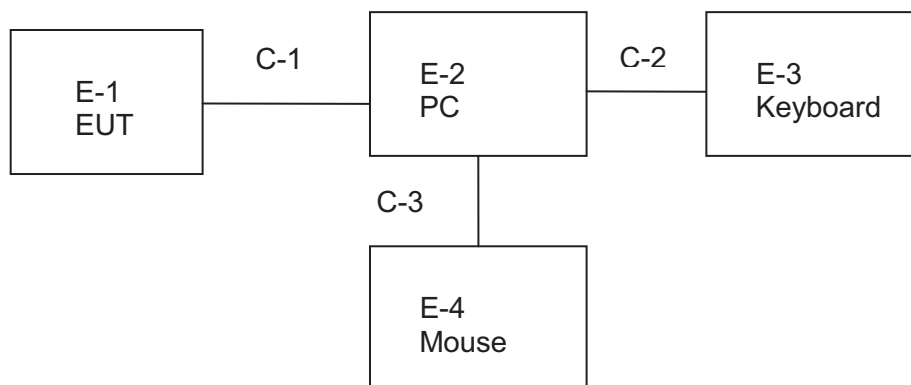 C-1
E-1
EUT
E-2
PC
C-2
E-3
Keyboard
C-3
E-4
Mouse